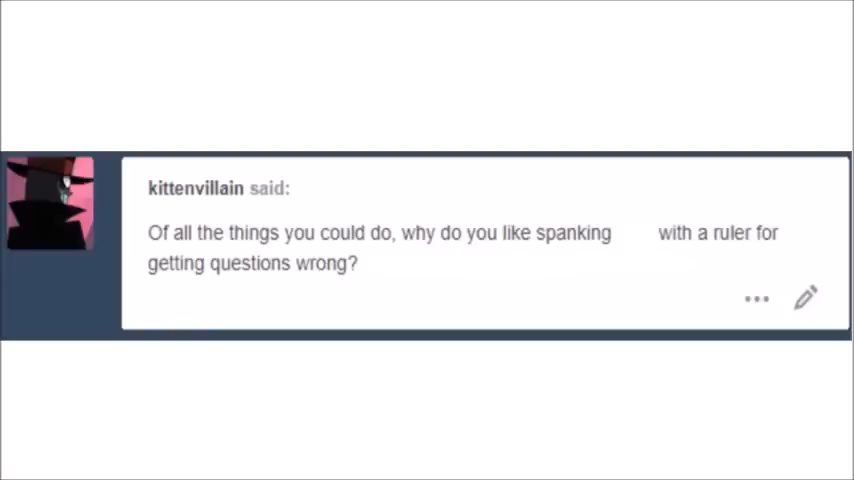 kittenvillain said:
Of all the things you could do, why do you like spanking with a ruler for
getting questions wrong?